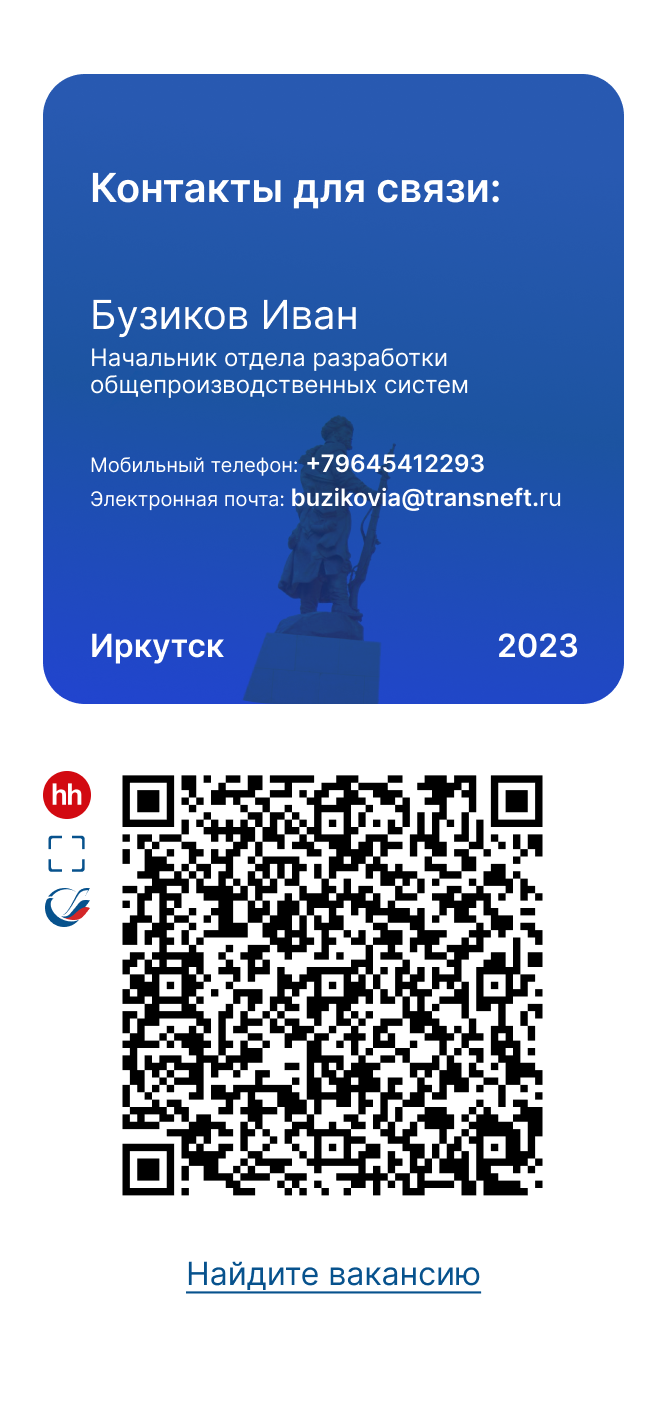 Контакты для связи:
Бузиков Иван
Начальник отдела разработки
общепроизводственных систем
Мобильный телефон: +79645412293
Электронная почта: buzikovia@transneft.ru
Иркутск 2023
hh
Найдите вакансию